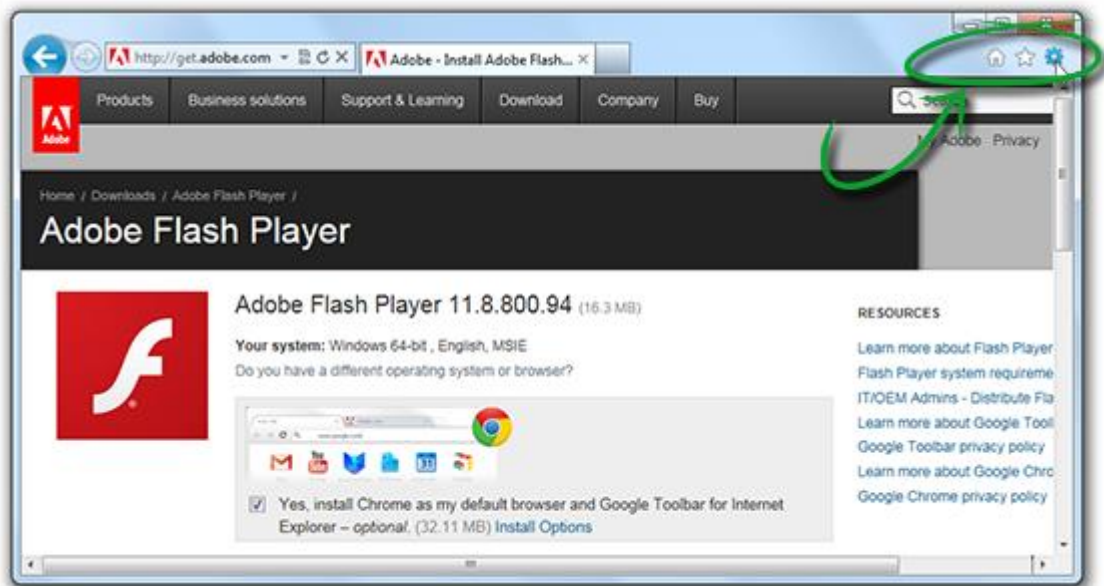 http://get.adobe.com
Adobe - Install Adobe Flash...
Products Business solutions Support & Learning Download Company Buy
Adobe
My Adobe Privacy
Home / Downloads / Adobe Flash Player /
Adobe Flash Player
Adobe Flash Player 11.8.800.94 (16.3 MB)
RESOURCES
Your system: Windows 64-bit , English, MSIE
Learn more about Flash Player
Do you have a different operating system or browser?
Flash Player system requireme
IT/OEM Admins - Distribute Fla
Learn more about Google Tool
Google Toolbar privacy policy
Learn more about Google Chro
Google Chrome privacy policy
You Tube
31
Yes, install Chrome as my default browser and Google Toolbar for Internet
Explorer – optional. (32.11 MB) Install Options